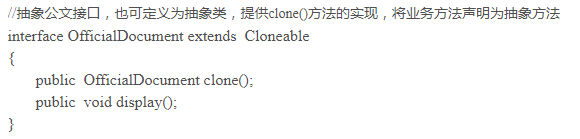 //抽象公文接口，也可定义为抽象类，提供clone()方法的实现，将业务方法声明为抽象方法
interface OfficialDocument extends  Cloneable
{
       public  OfficialDocument clone();
       public  void display();
}